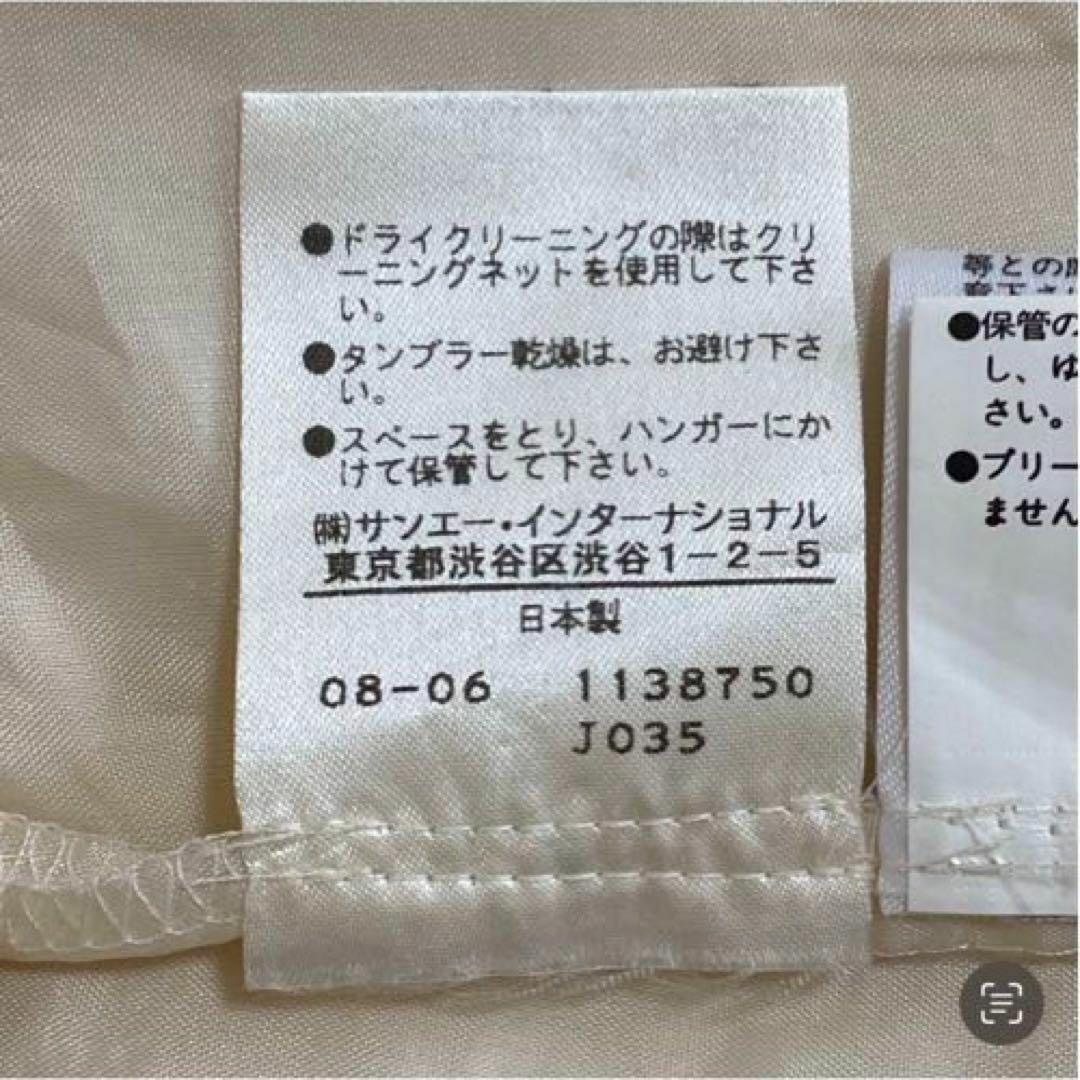 ●ドライクリーニングの際はクリ
ーニングネットを使用して下さ
い。
●タンブラー乾燥は、お避け下さ
い。
●スペースをとり、ハンガーにか
けて保管して下さい。
㈱サンエー・インターナショナル
東京都渋谷区渋谷1-2-5
日本製
08-06 1138750
J035
等との
●保管の
し、ゆ
さい。
●ブリー
ません